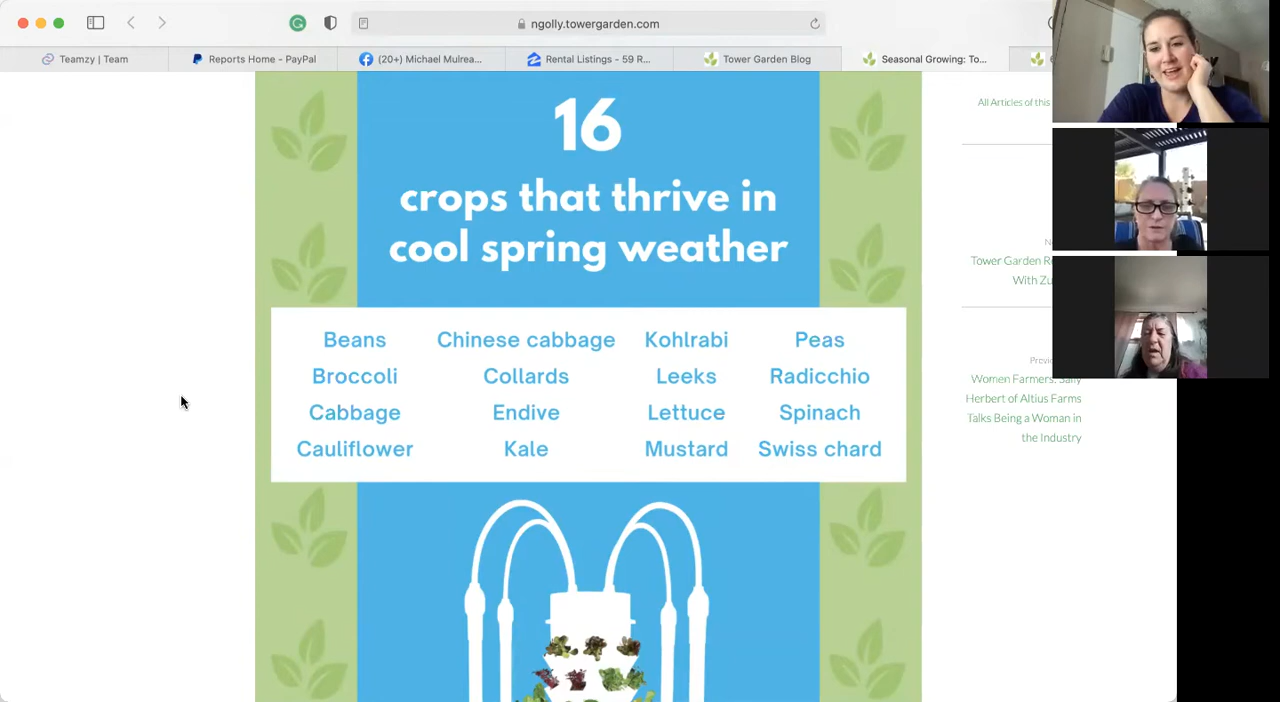 ngolly.towergarden.com
Teamzy | Team
Reports Home - PayPal
(20+) Michael Mulrea...
Rental Listings - 59 R...
Tower Garden Blog
Seasonal Growing: To...
16
crops that thrive in
cool spring weather
Beans Chinese cabbage Kohlrabi Peas
Broccoli Collards Leeks Radicchio
Cabbage Endive Lettuce Spinach
Cauliflower Kale Mustard Swiss chard
All Articles of this
Tower Garden
With
Women Farmers: Sally
Herbert of Altius Farms
Talks Being a Woman in
the Industry